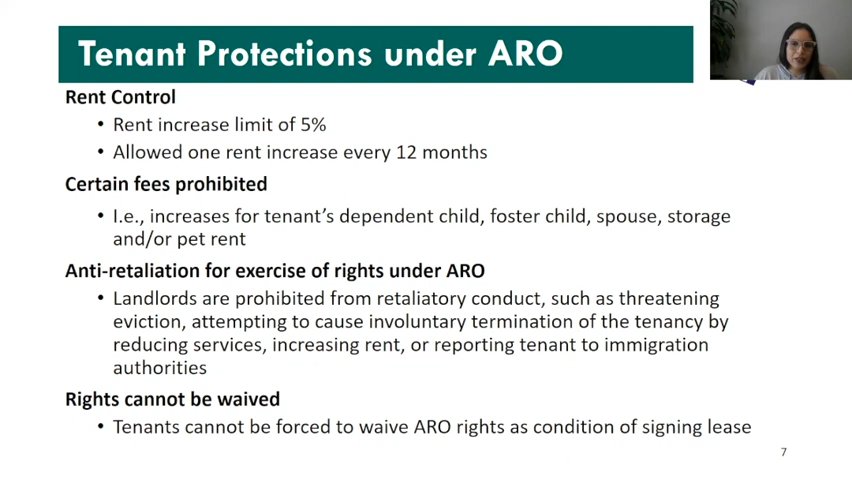 Tenant Protections under ARO
Rent Control
• Rent increase limit of 5%
• Allowed one rent increase every 12 months
Certain fees prohibited
• I.e., increases for tenant's dependent child, foster child, spouse, storage
and/or pet rent
Anti-retaliation for exercise of rights under ARO
• Landlords are prohibited from retaliatory conduct, such as threatening
eviction, attempting to cause involuntary termination of the tenancy by
reducing services, increasing rent, or reporting tenant to immigration
authorities
Rights cannot be waived
• Tenants cannot be forced to waive ARO rights as condition of signing lease
7